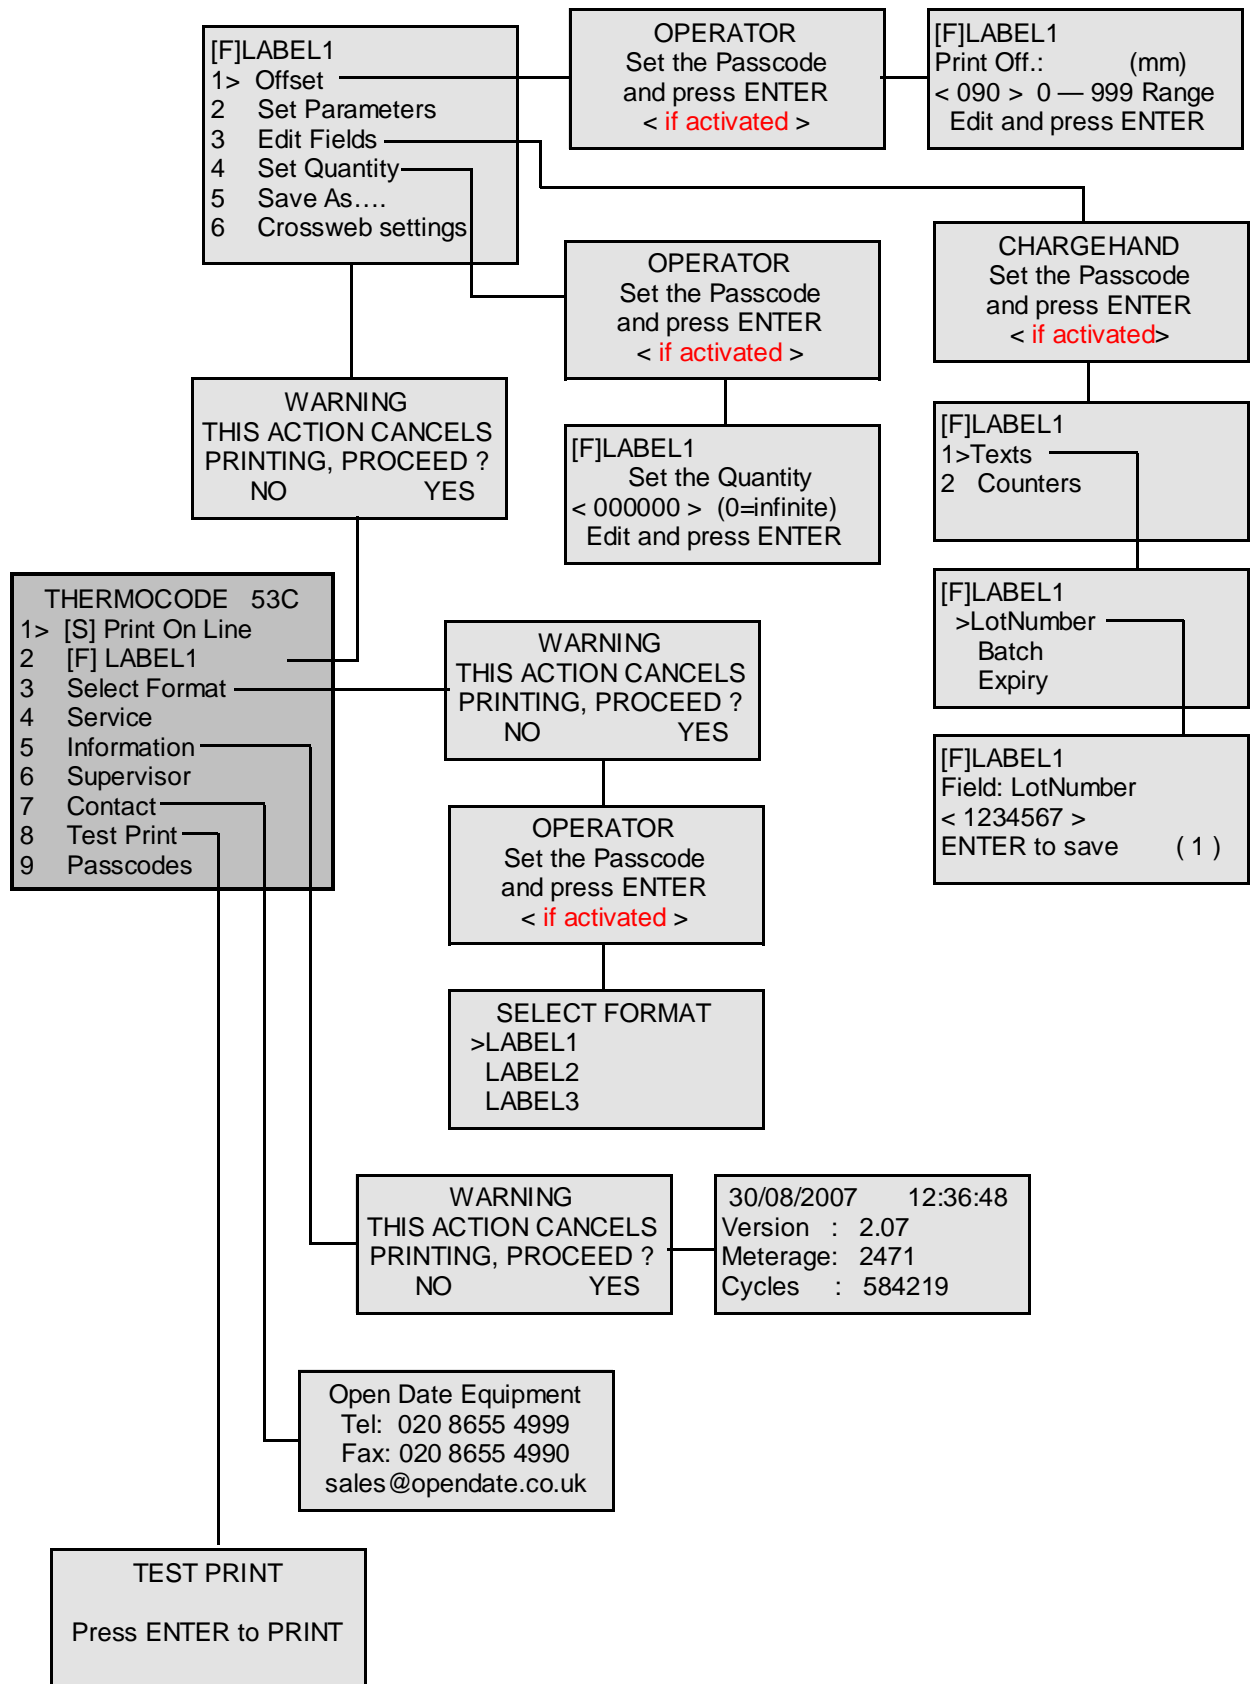 [F]LABEL1
1> Offset
2 Set Parameters
3 Edit Fields
4 Set Quantity
5 Save As....
6 Crossweb settings
OPERATOR
Set the Passcode
and press ENTER
< if activated >
[F]LABEL1
Print Off.: (mm)
< 090 > 0 — 999 Range
Edit and press ENTER
OPERATOR
Set the Passcode
and press ENTER
< if activated >
CHARGEHAND
Set the Passcode
and press ENTER
< if activated>
WARNING
THIS ACTION CANCELS
PRINTING, PROCEED ?
NO YES
[F]LABEL1
Set the Quantity
< 000000 > (0=infinite)
Edit and press ENTER
[F]LABEL1
1>Texts
2 Counters
[F]LABEL1
>LotNumber
Batch
Expiry
[F]LABEL1
Field: LotNumber
< 1234567 >
ENTER to save ( 1 )
THERMOCODE 53C
1> [S] Print On Line
2 [F] LABEL1
3 Select Format
4 Service
5 Information
6 Supervisor
7 Contact
8 Test Print
9 Passcodes
WARNING
THIS ACTION CANCELS
PRINTING, PROCEED ?
NO YES
OPERATOR
Set the Passcode
and press ENTER
< if activated >
SELECT FORMAT
>LABEL1
LABEL2
LABEL3
WARNING
THIS ACTION CANCELS
PRINTING, PROCEED ?
NO YES
30/08/2007 12:36:48
Version : 2.07
Meterage: 2471
Cycles : 584219
Open Date Equipment
Tel: 020 8655 4999
Fax: 020 8655 4990
sales@opendate.co.uk
TEST PRINT
Press ENTER to PRINT